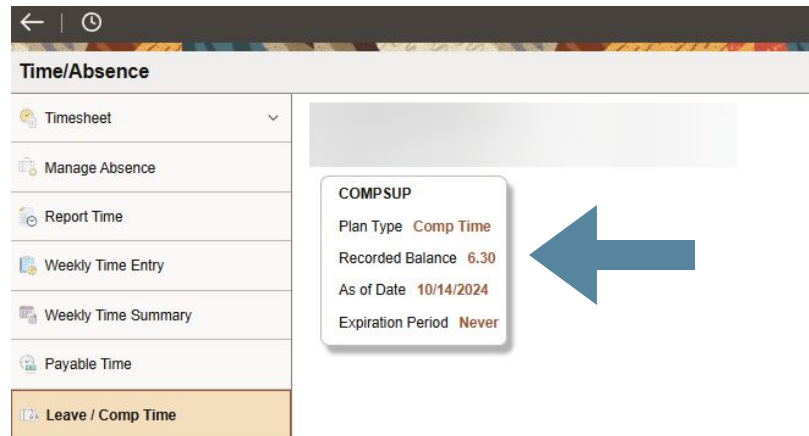 Time/Absence
Timesheet
Manage Absence
Report Time
Weekly Time Entry
Weekly Time Summary
Payable Time
Leave / Comp Time
COMPSUP
Plan Type Comp Time
Recorded Balance 6.30
As of Date 10/14/2024
Expiration Period Never